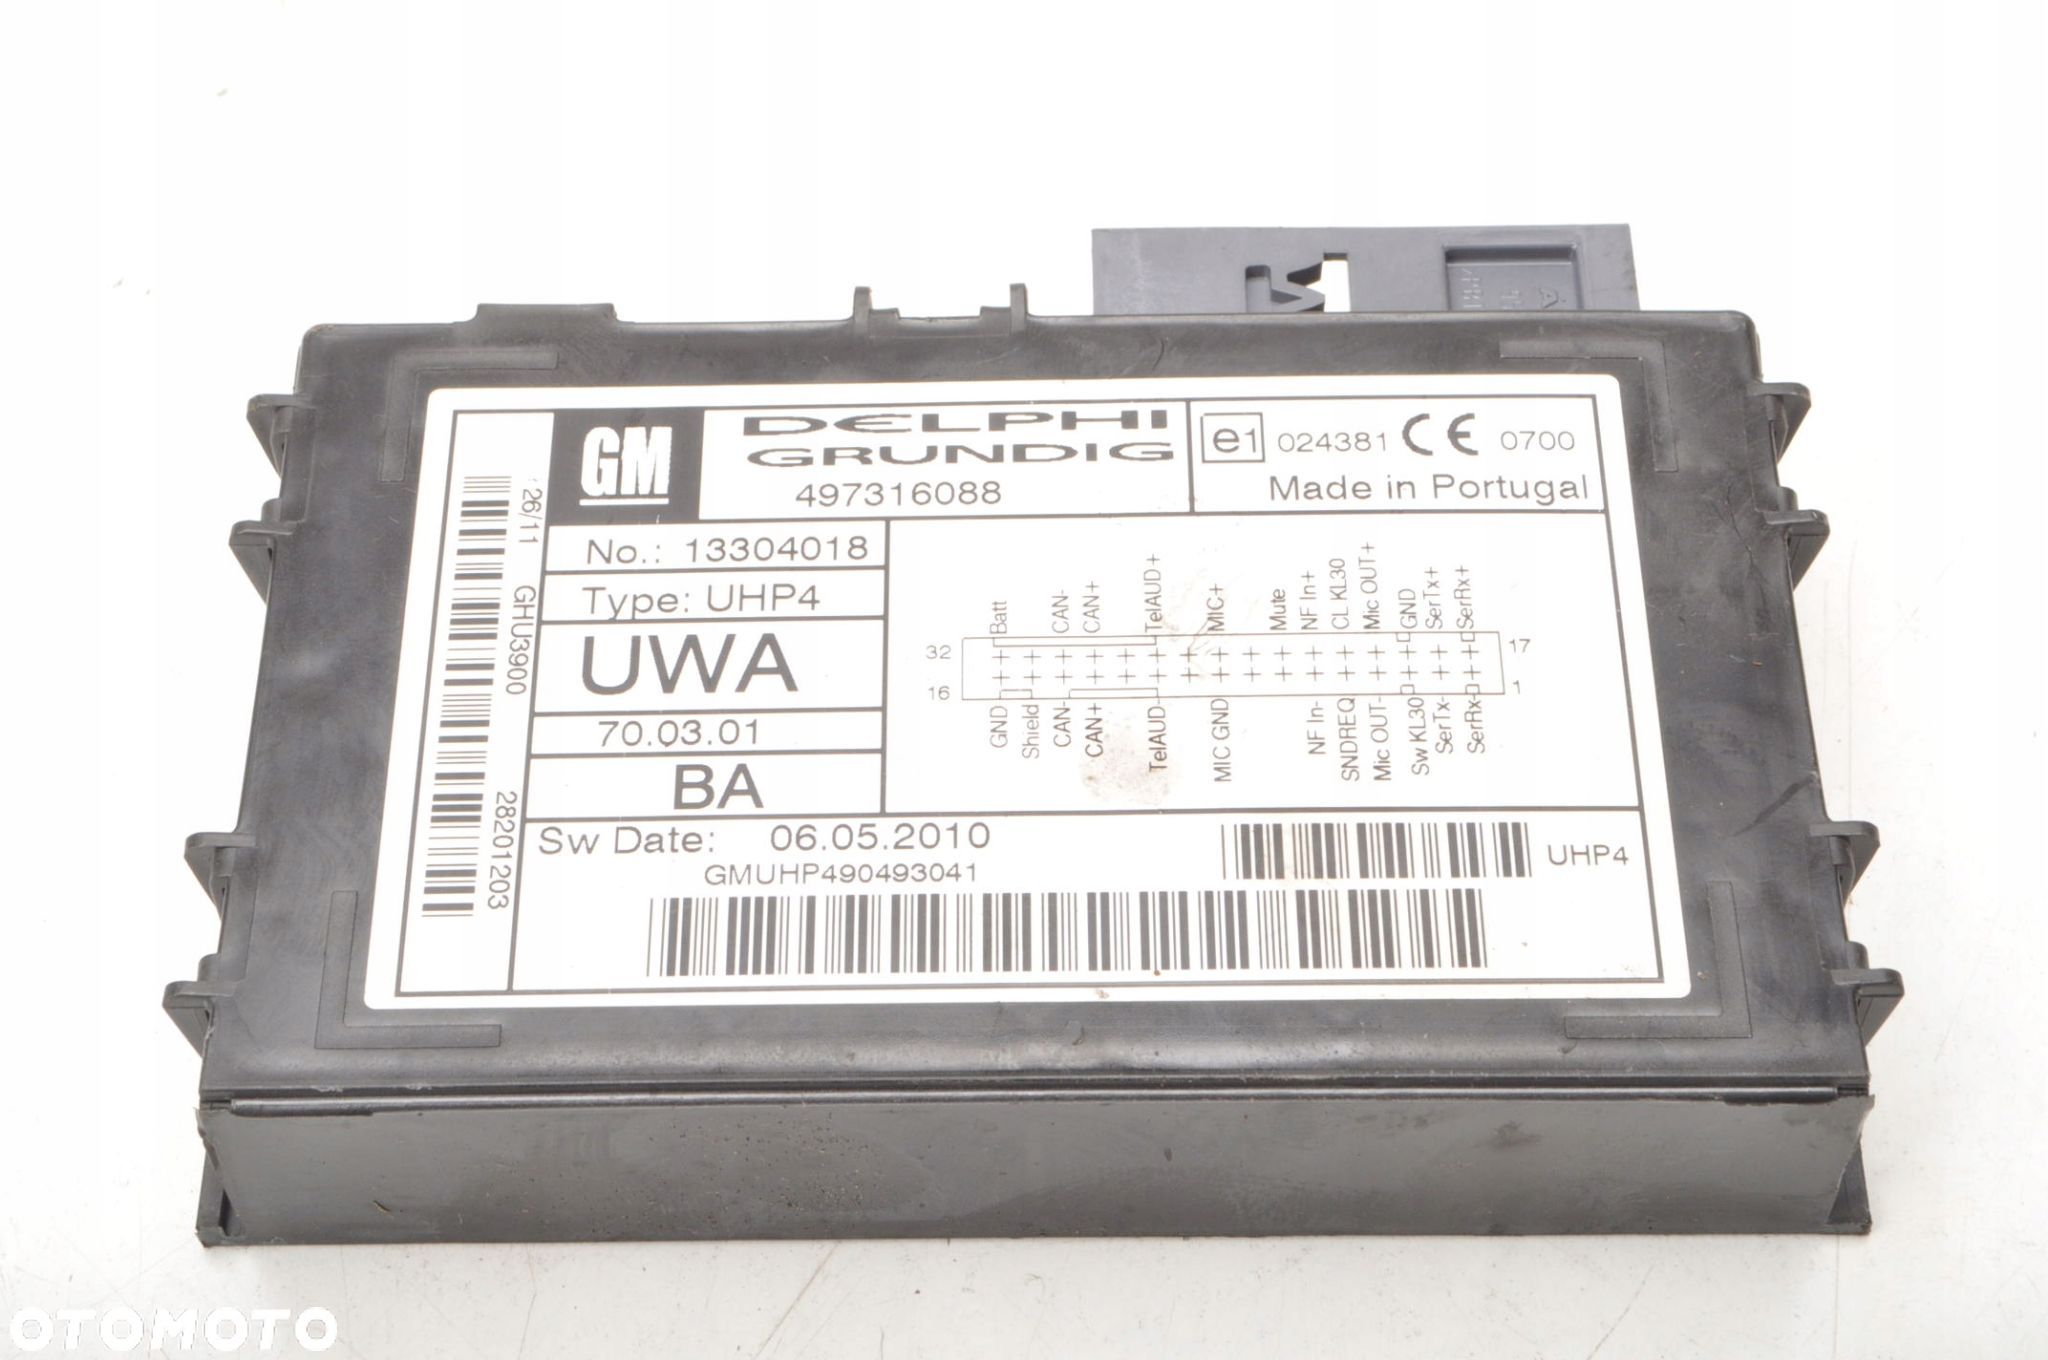 GM
DELPHI
GRUNDIG
497316088
e1 024381 CE 0700
Made in Portugal
No.: 13304018
Type: UHP4
UWA
70.03.01
BA
Sw Date: 06.05.2010
GMUHP490493041
UHP4
26/11 GHU3900 28201203
Batt CAN- CAN+ TelAUD+ MIC+ Mute NF In+ CL KL30 Mic OUT+ GND SerTx+ SerRx+
32 17
16 1
GND Shield CAN- CAN+ TelAUD- MIC GND NF In- SNDREQ Mic OUT- Sw KL30 SerTx- SerRx-
OTOMOTO